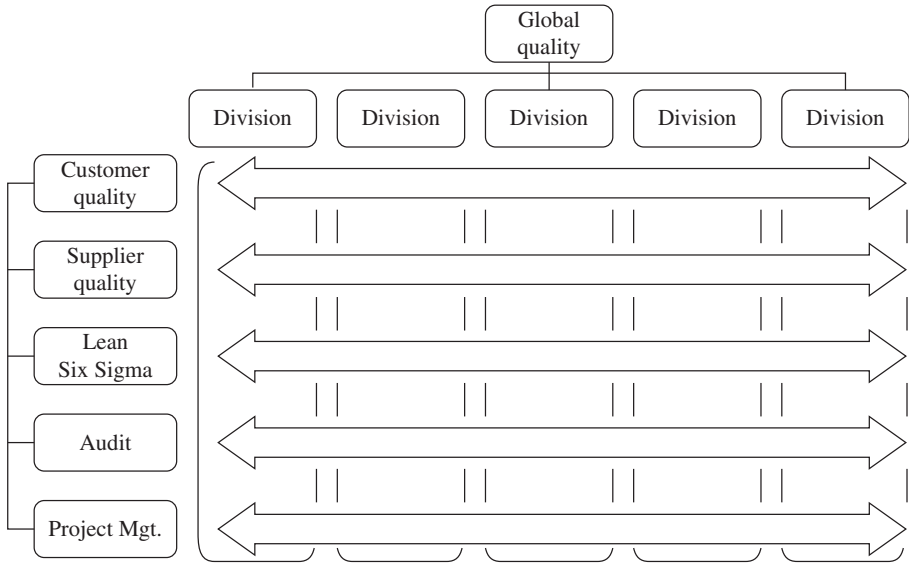 Global
quality
Division
Division
Division
Division
Division
Customer
quality
Supplier
quality
Lean
Six Sigma
Audit
Project Mgt.